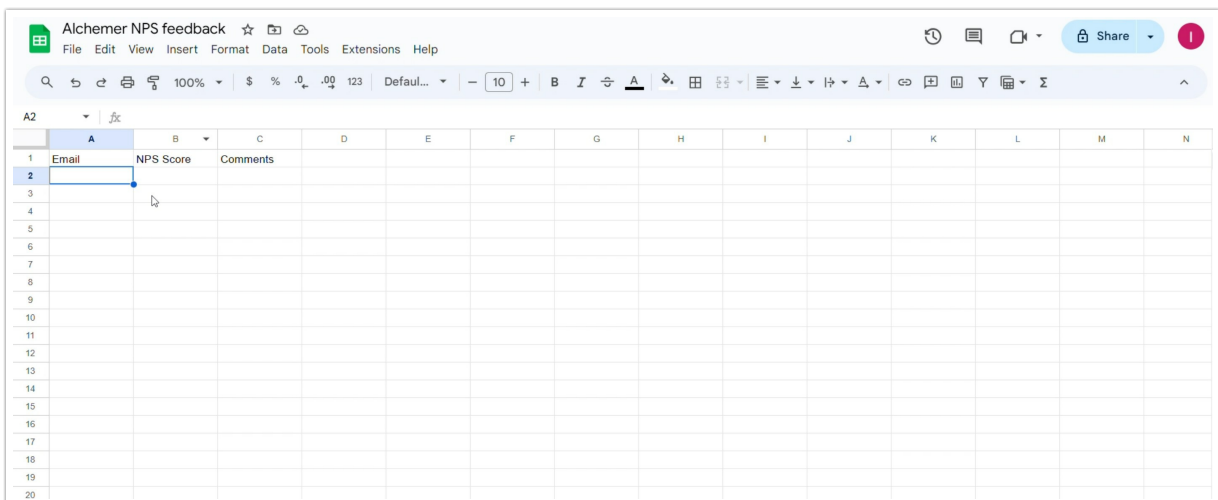 Alchemer NPS feedback
File Edit View Insert Format Data Tools Extensions Help
Share
I
100% $ % .0 .00 123 Defaul... 10 B I A A Σ
A2 fx
A B C D E F G H I J K L M N
1 Email NPS Score Comments
2
3
4
5
6
7
8
9
10
11
12
13
14
15
16
17
18
19
20